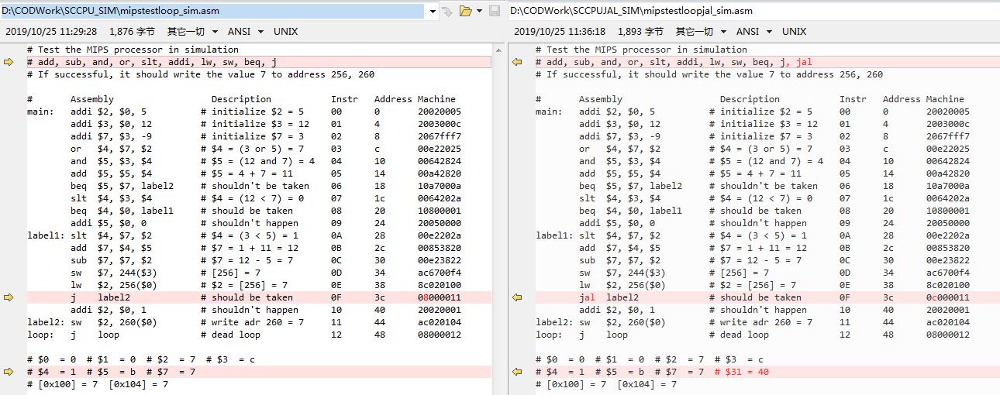 D:\CODWork\SCCPU_SIM\mipstestloop_sim.asm
2019/10/25 11:29:28 1,876 字节 其它一切 ANSI UNIX
# Test the MIPS processor in simulation
# add, sub, and, or, slt, addi, lw, sw, beq, j
# If successful, it should write the value 7 to address 256, 260
# Assembly Description Instr Address Machine
main: addi $2, $0, 5 # initialize $2 = 5 00 0 20020005
addi $3, $0, 12 # initialize $3 = 12 01 4 2003000c
addi $7, $3, -9 # initialize $7 = 3 02 8 2067fff7
or $4, $7, $2 # $4 = (3 or 5) = 7 03 c 00e22025
and $5, $3, $4 # $5 = (12 and 7) = 4 04 10 00642824
add $5, $5, $4 # $5 = 4 + 7 = 11 05 14 00a42820
beq $5, $7, label2 # shouldn't be taken 06 18 10a7000a
slt $4, $3, $4 # $4 = (12 < 7) = 0 07 1c 0064202a
beq $4, $0, label1 # should be taken 08 20 10800001
addi $5, $0, 0 # shouldn't happen 09 24 20050000
label1: slt $4, $7, $2 # $4 = (3 < 5) = 1 0A 28 00e2202a
add $7, $4, $5 # $7 = 1 + 11 = 12 0B 2c 00853820
sub $7, $7, $2 # $7 = 12 - 5 = 7 0C 30 00e23822
sw $7, 244($3) # [256] = 7 0D 34 ac6700f4
lw $2, 256($0) # $2 = [256] = 7 0E 38 8c020100
j label2 # should be taken 0F 3c 08000011
addi $2, $0, 1 # shouldn't happen 10 40 20020001
label2: sw $2, 260($0) # write adr 260 = 7 11 44 ac020104
loop: j loop # dead loop 12 48 08000012
# $0 = 0 # $1 = 0 # $2 = 7 # $3 = c
# $4 = 1 # $5 = b # $7 = 7
# [0x100] = 7 [0x104] = 7
D:\CODWork\SCCPUJAL_SIM\mipstestloopjal_sim.asm
2019/10/25 11:36:18 1,893 字节 其它一切 ANSI UNIX
# Test the MIPS processor in simulation
# add, sub, and, or, slt, addi, lw, sw, beq, j, jal
# If successful, it should write the value 7 to address 256, 260
# Assembly Description Instr Address Machine
main: addi $2, $0, 5 # initialize $2 = 5 00 0 20020005
addi $3, $0, 12 # initialize $3 = 12 01 4 2003000c
addi $7, $3, -9 # initialize $7 = 3 02 8 2067fff7
or $4, $7, $2 # $4 = (3 or 5) = 7 03 c 00e22025
and $5, $3, $4 # $5 = (12 and 7) = 4 04 10 00642824
add $5, $5, $4 # $5 = 4 + 7 = 11 05 14 00a42820
beq $5, $7, label2 # shouldn't be taken 06 18 10a7000a
slt $4, $3, $4 # $4 = (12 < 7) = 0 07 1c 0064202a
beq $4, $0, label1 # should be taken 08 20 10800001
addi $5, $0, 0 # shouldn't happen 09 24 20050000
label1: slt $4, $7, $2 # $4 = (3 < 5) = 1 0A 28 00e2202a
add $7, $4, $5 # $7 = 1 + 11 = 12 0B 2c 00853820
sub $7, $7, $2 # $7 = 12 - 5 = 7 0C 30 00e23822
sw $7, 244($3) # [256] = 7 0D 34 ac6700f4
lw $2, 256($0) # $2 = [256] = 7 0E 38 8c020100
jal label2 # should be taken 0F 3c 0c000011
addi $2, $0, 1 # shouldn't happen 10 40 20020001
label2: sw $2, 260($0) # write adr 260 = 7 11 44 ac020104
loop: j loop # dead loop 12 48 08000012
# $0 = 0 # $1 = 0 # $2 = 7 # $3 = c
# $4 = 1 # $5 = b # $7 = 7 # $31 = 40
# [0x100] = 7 [0x104] = 7